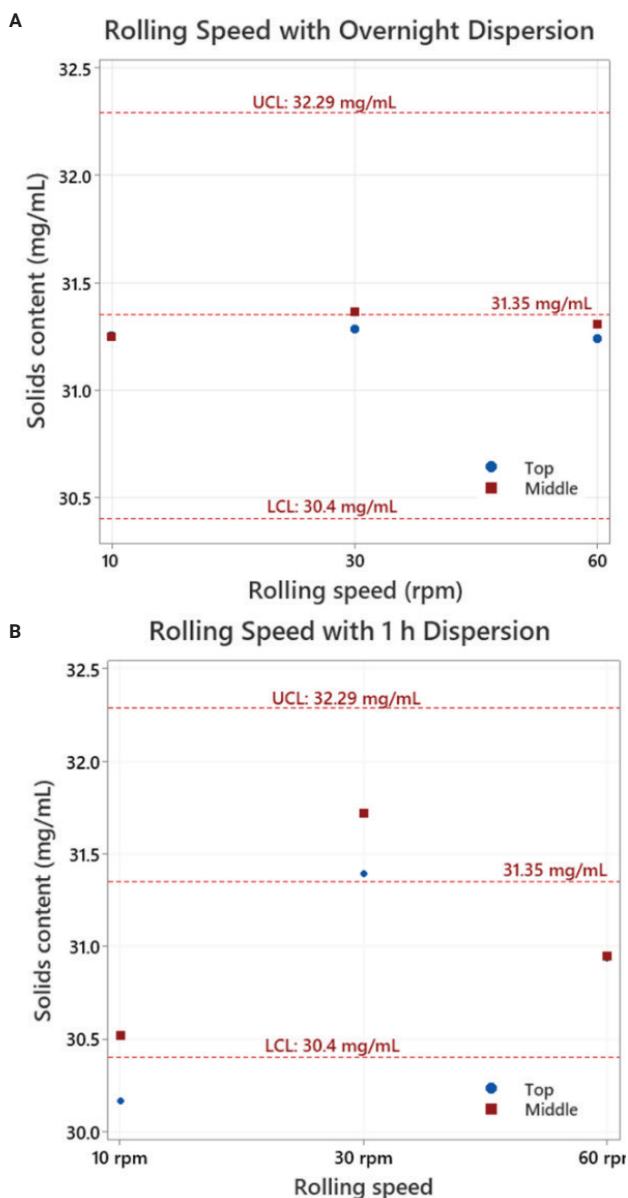 A
Rolling Speed with Overnight Dispersion
32.5
UCL: 32.29 mg/mL
32.0
31.5
31.35 mg/mL
31.0
30.5
LCL: 30.4 mg/mL
Solids content (mg/mL)
Top
Middle
10
30
60
Rolling speed (rpm)
B
Rolling Speed with 1 h Dispersion
32.5
UCL: 32.29 mg/mL
32.0
31.5
31.35 mg/mL
31.0
30.5
LCL: 30.4 mg/mL
30.0
Solids content (mg/mL)
Top
Middle
10 rpm
30 rpm
60 rp
Rolling speed